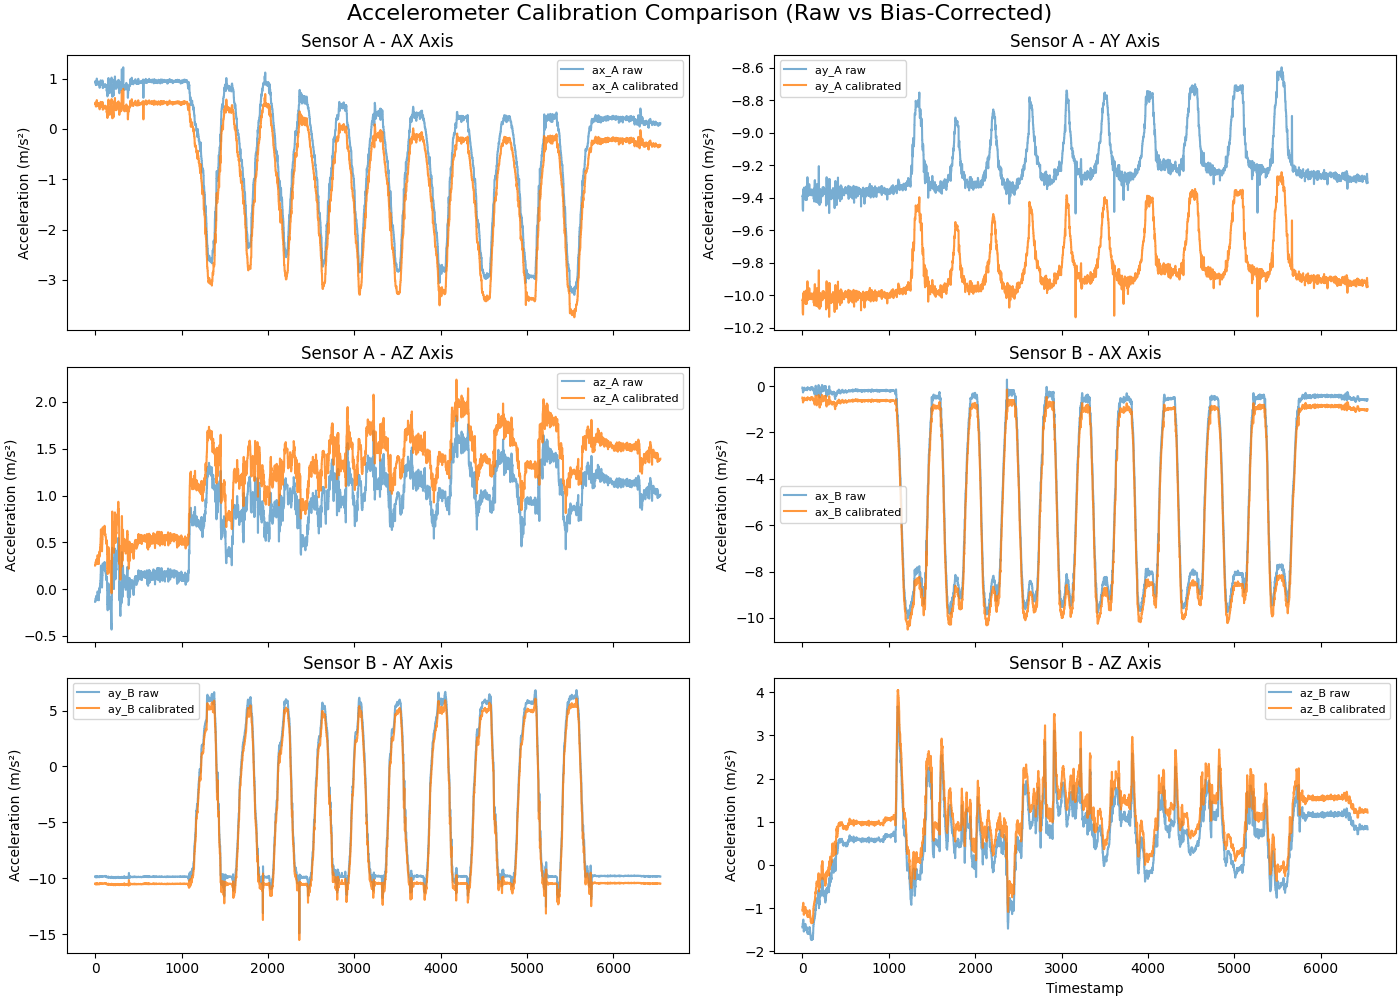 Accelerometer Calibration Comparison (Raw vs Bias-Corrected)
Sensor A - AX Axis
ax_A raw
ax_A calibrated
Acceleration (m/s²)
1
0
−1
−2
−3
Sensor A - AY Axis
ay_A raw
ay_A calibrated
Acceleration (m/s²)
−8.6
−8.8
−9.0
−9.2
−9.4
−9.6
−9.8
−10.0
−10.2
Sensor A - AZ Axis
az_A raw
az_A calibrated
Acceleration (m/s²)
2.0
1.5
1.0
0.5
0.0
−0.5
Sensor B - AX Axis
ax_B raw
ax_B calibrated
Acceleration (m/s²)
0
−2
−4
−6
−8
−10
Sensor B - AY Axis
ay_B raw
ay_B calibrated
Acceleration (m/s²)
5
0
−5
−10
−15
0 1000 2000 3000 4000 5000 6000
Sensor B - AZ Axis
az_B raw
az_B calibrated
Acceleration (m/s²)
4
3
2
1
0
−1
−2
0 1000 2000 3000 4000 5000 6000
Timestamp